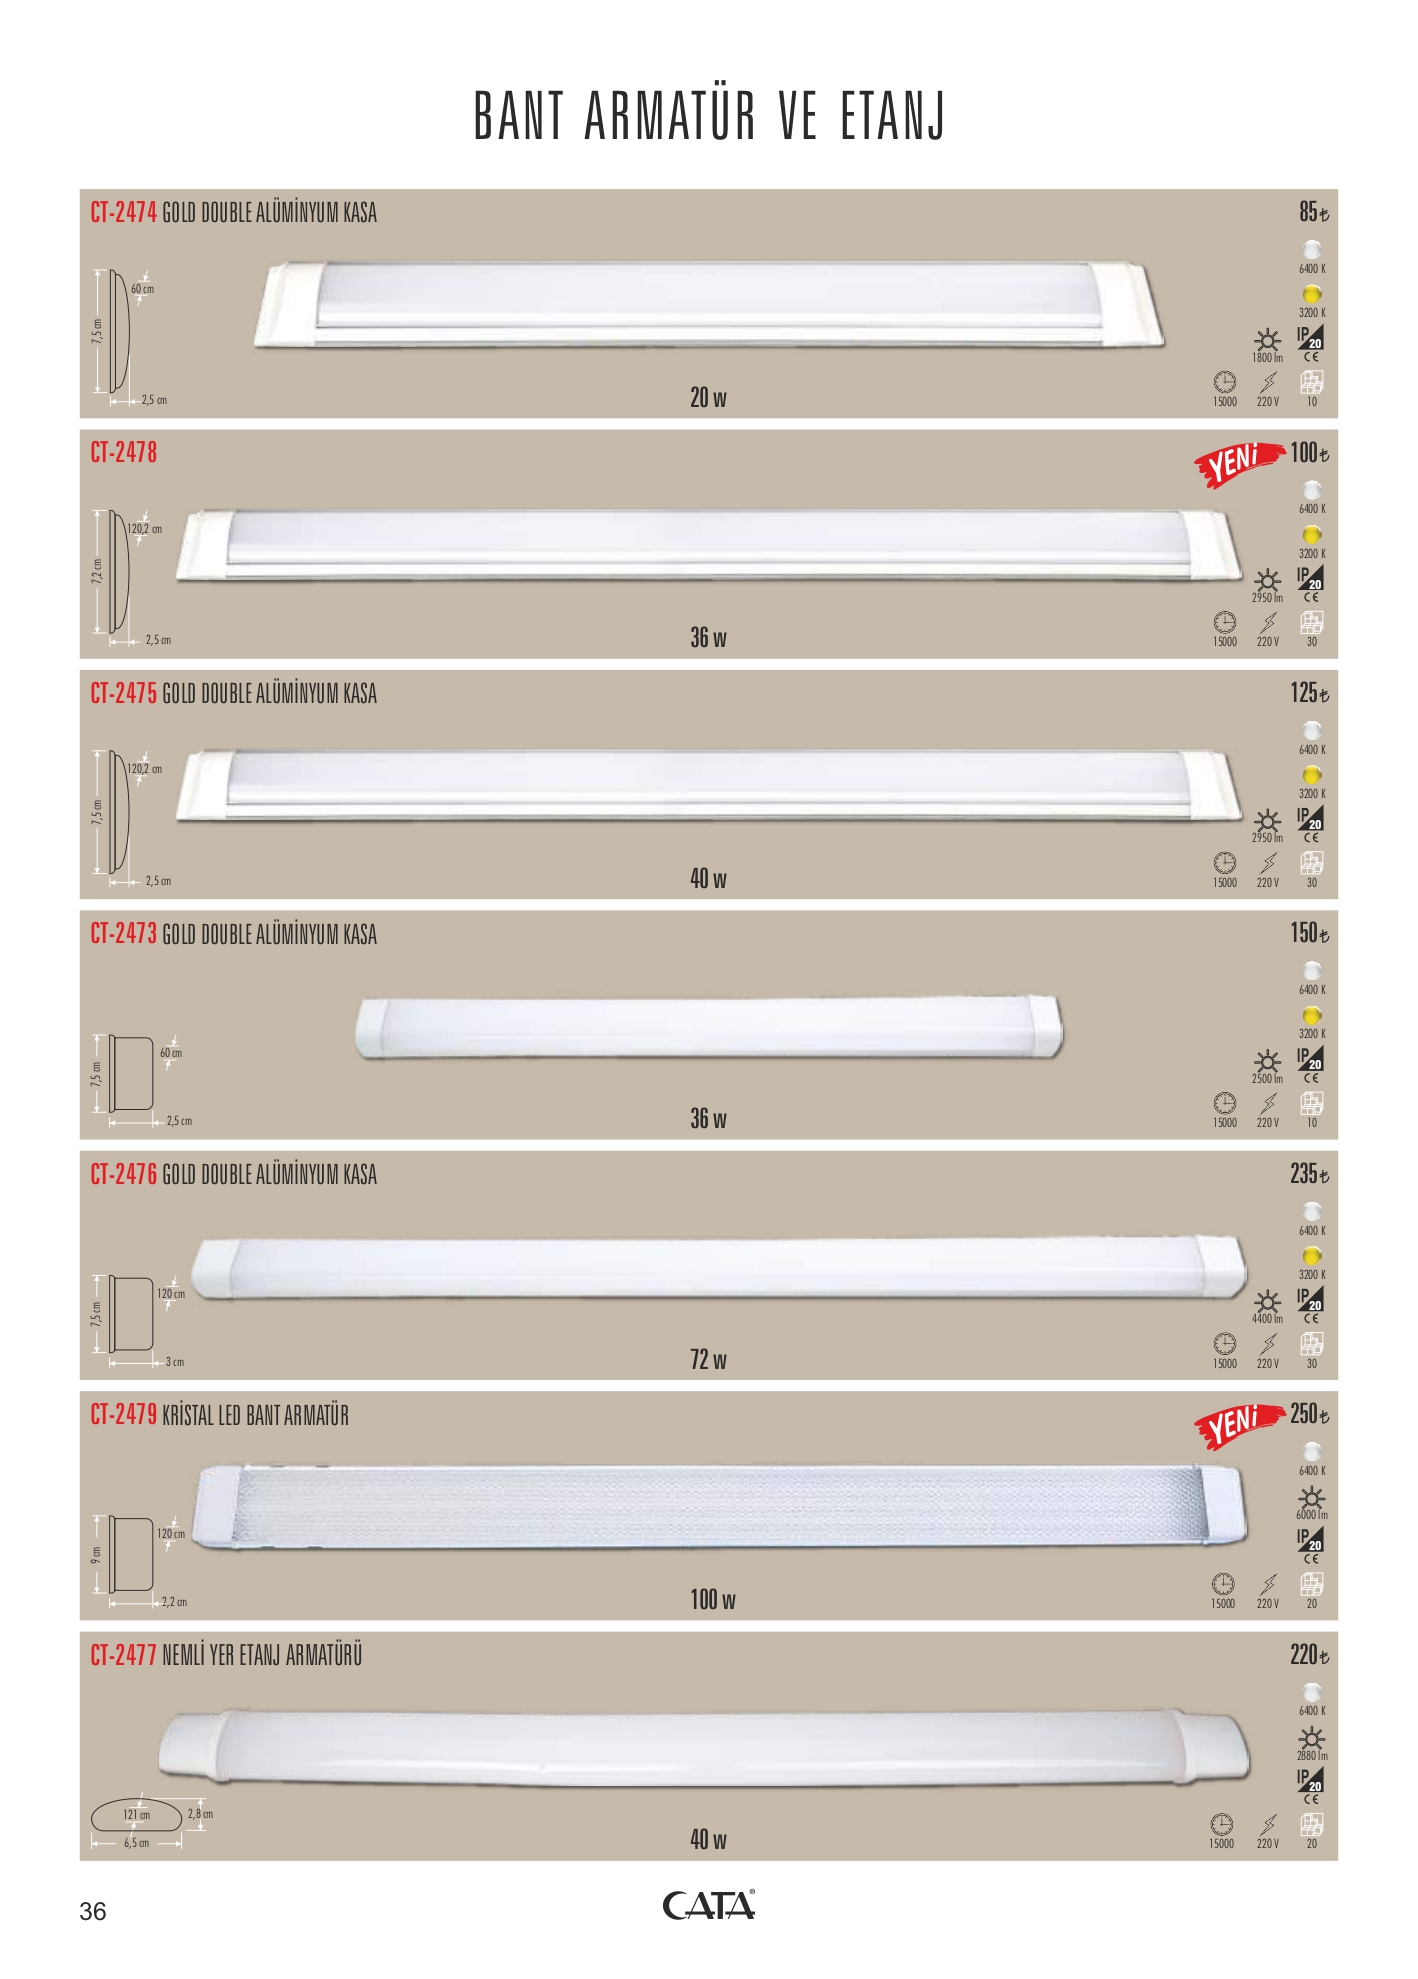 BANT ARMATÜR VE ETANJ
CT-2474 GOLD DOUBLE ALÜMİNYUM KASA
85₺
6400 K
60 cm
3200 K
7,5 cm
IP 20
1800 lm
CE
2,5 cm
20 w
15000
220 V
10
CT-2478
YENİ
100₺
6400 K
120,2 cm
3200 K
7,2 cm
IP 20
2950 lm
CE
2,5 cm
36 w
15000
220 V
30
CT-2475 GOLD DOUBLE ALÜMİNYUM KASA
125₺
6400 K
120,2 cm
3200 K
7,5 cm
IP 20
2950 lm
CE
2,5 cm
40 w
15000
220 V
30
CT-2473 GOLD DOUBLE ALÜMİNYUM KASA
150₺
6400 K
3200 K
60 cm
7,5 cm
IP 20
2500 lm
CE
2,5 cm
36 w
15000
220 V
10
CT-2476 GOLD DOUBLE ALÜMİNYUM KASA
235₺
6400 K
3200 K
120 cm
7,5 cm
IP 20
4400 lm
CE
3 cm
72 w
15000
220 V
30
CT-2479 KRİSTAL LED BANT ARMATÜR
YENİ
250₺
6400 K
6000 lm
120 cm
9 cm
IP 20
CE
2,2 cm
100 w
15000
220 V
20
CT-2477 NEMLİ YER ETANJ ARMATÜRÜ
220₺
6400 K
2880 lm
IP 20
CE
121 cm
2,8 cm
6,5 cm
40 w
15000
220 V
20
36
CATA®